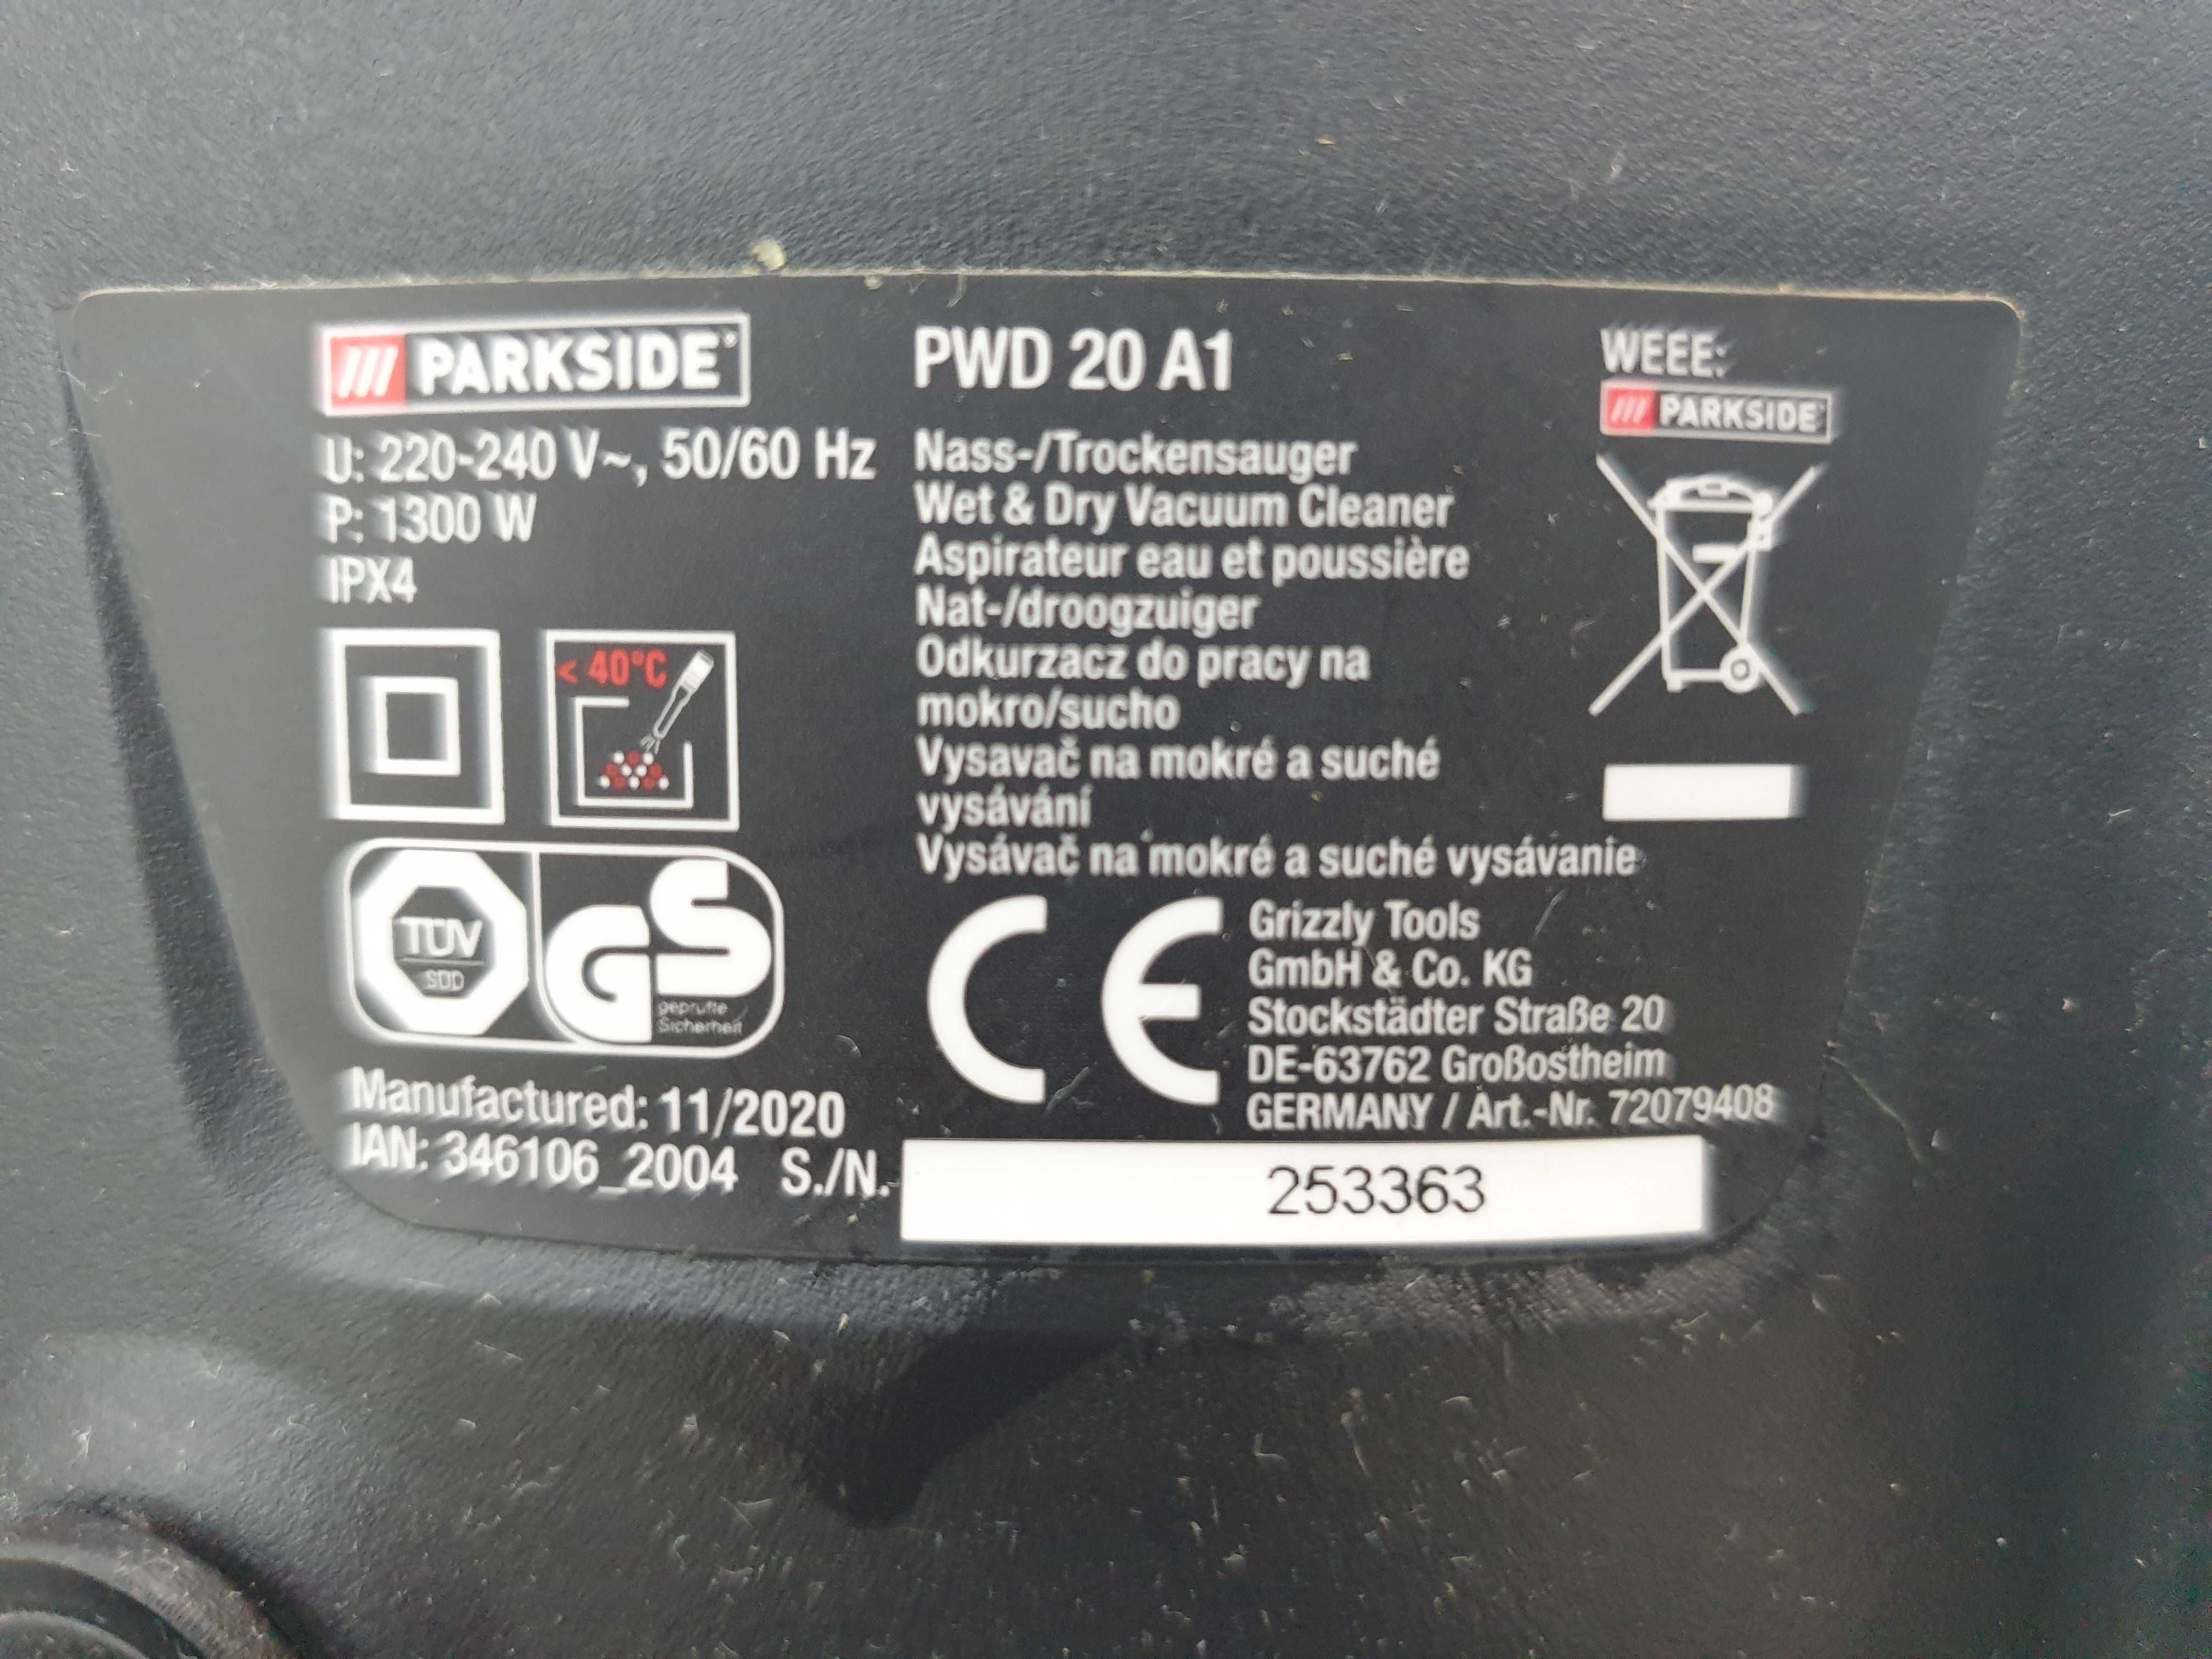 PARKSIDE®
U: 220-240 V~, 50/60 Hz
P: 1300 W
IPX4
< 40°C
TÜV
SÜD
GS
geprüfte
Sicherheit
Manufactured: 11/2020
IAN: 346106_2004 S./N.
253363
PWD 20 A1
Nass-/Trockensauger
Wet & Dry Vacuum Cleaner
Aspirateur eau et poussière
Nat-/droogzuiger
Odkurzacz do pracy na
mokro/sucho
Vysavač na mokré a suché
vysávání
Vysávač na mokré a suché vysávanie
CE
Grizzly Tools
GmbH & Co. KG
Stockstädter Straße 20
DE-63762 Großostheim
GERMANY / Art.-Nr. 72079408
WEEE:
PARKSIDE®